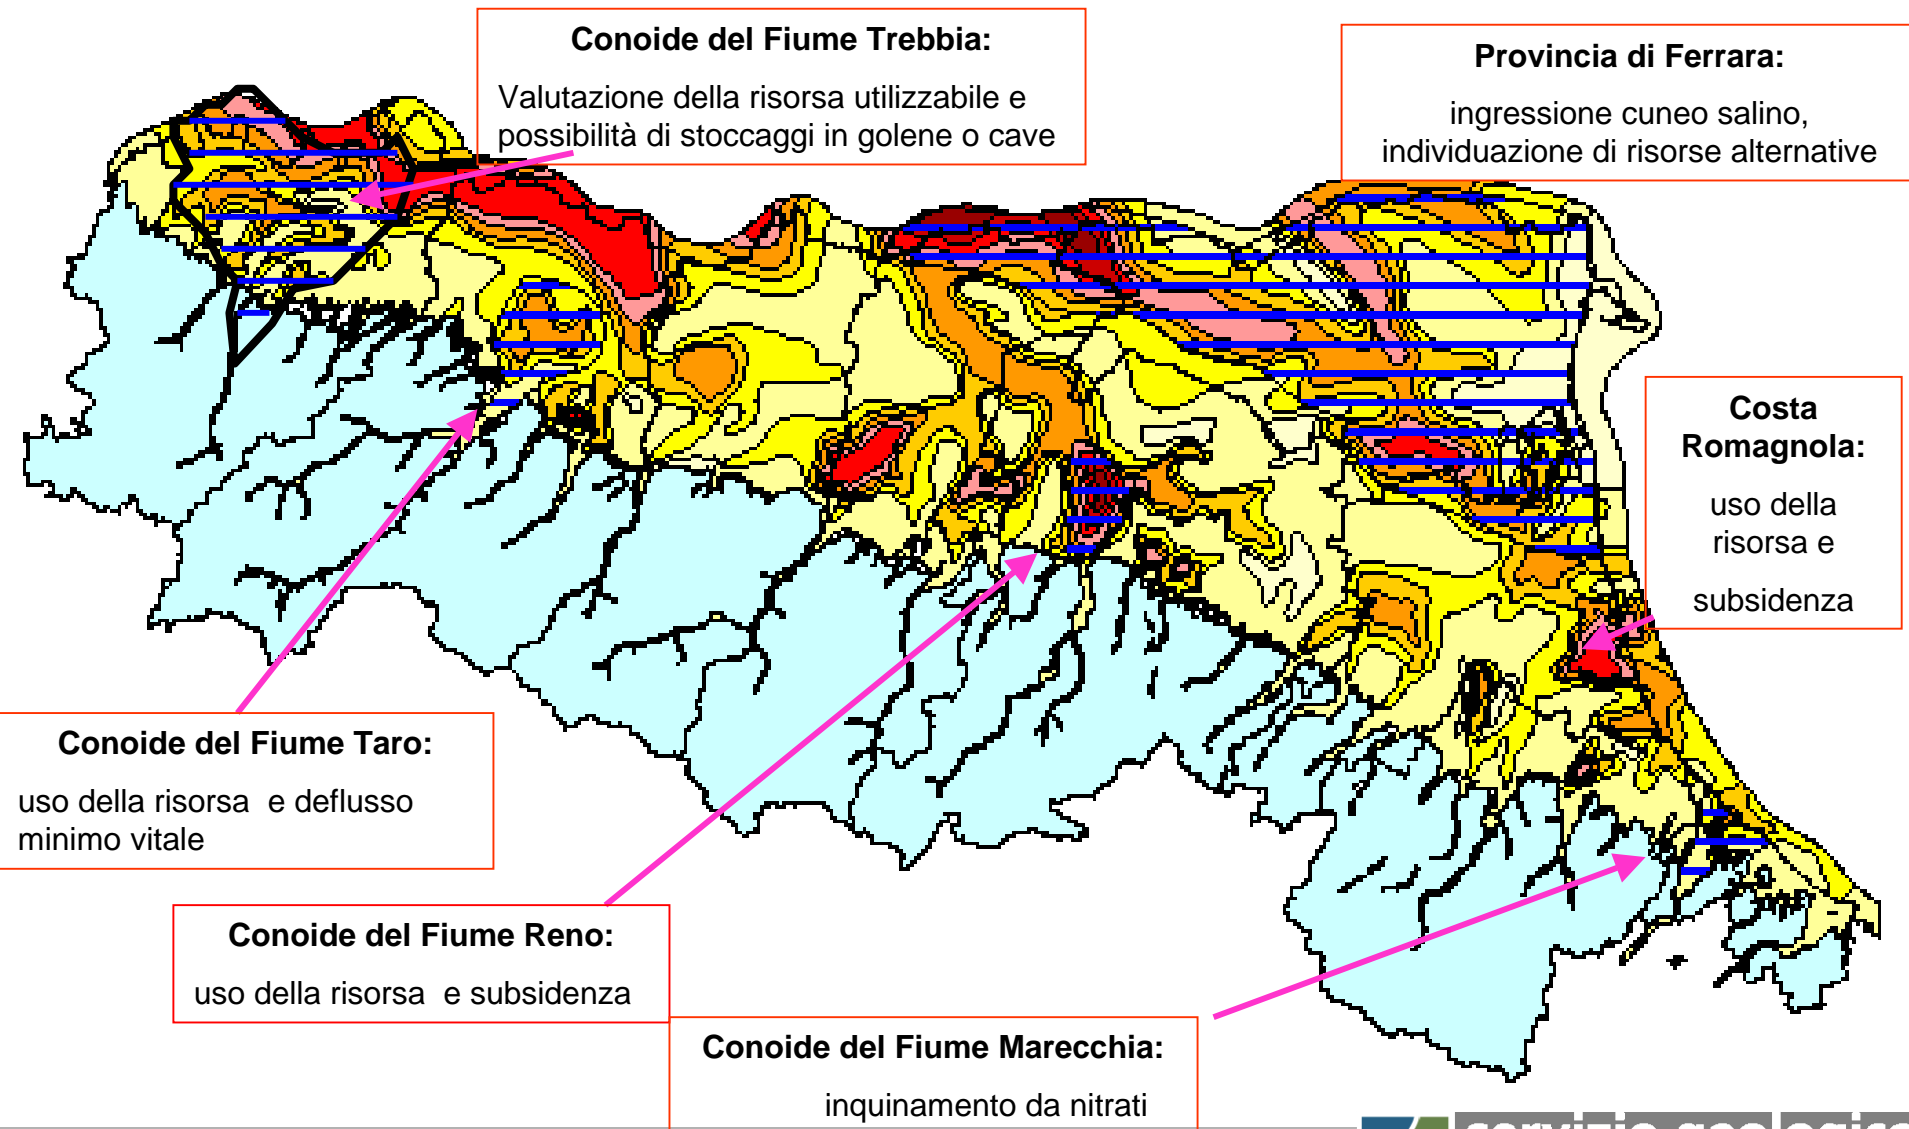 Conoide del Fiume Trebbia:
Valutazione della risorsa utilizzabile e
possibilità di stoccaggi in golene o cave
Provincia di Ferrara:
ingressione cuneo salino,
individuazione di risorse alternative
Costa
Romagnola:
uso della
risorsa e
subsidenza
Conoide del Fiume Taro:
uso della risorsa e deflusso
minimo vitale
Conoide del Fiume Reno:
uso della risorsa e subsidenza
Conoide del Fiume Marecchia:
inquinamento da nitrati